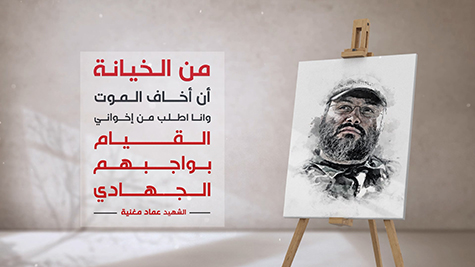 من الخيانة
أن أخاف الموت
وانا اطلب من إخواني
القيام
بواجبهم
الجهادي
الشهيد عماد مغنية